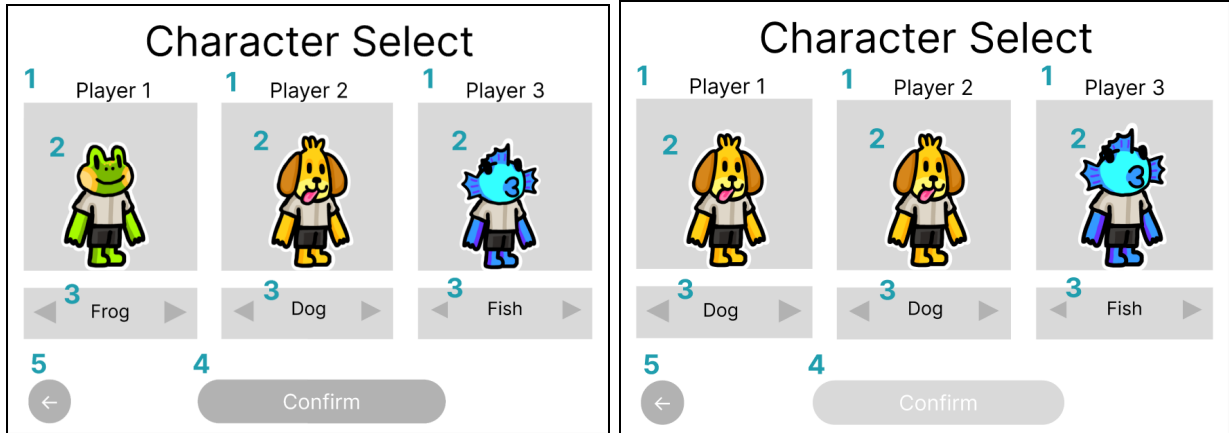 Character Select
1 Player 1 1 Player 2 1 Player 3
2 2 2
3 3 3
Frog Dog Fish
5 4
← Confirm
Character Select
1 Player 1 1 Player 2 1 Player 3
2 2 2
3 3 3
Dog Dog Fish
5 4
← Confirm